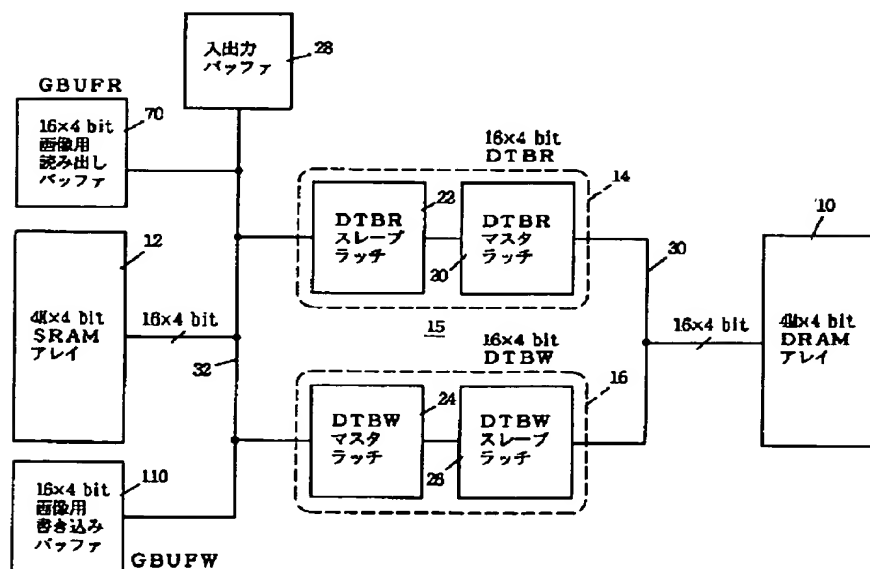 入出力
バッファ
28
GBUFR
70
16×4 bit
画像用
読み出し
バッファ
16×4 bit
DTBR
14
22
DTBR
スレーブ
ラッチ
DTBR
マスタ
ラッチ
20
10
12
4K×4 bit
SRAM
アレイ
16×4 bit
32
15
30
16×4 bit
4M×4 bit
DRAM
アレイ
16×4 bit
DTBW
16
24
DTBW
マスタ
ラッチ
DTBW
スレーブ
ラッチ
26
110
16×4 bit
画像用
書き込み
バッファ
GBUFW